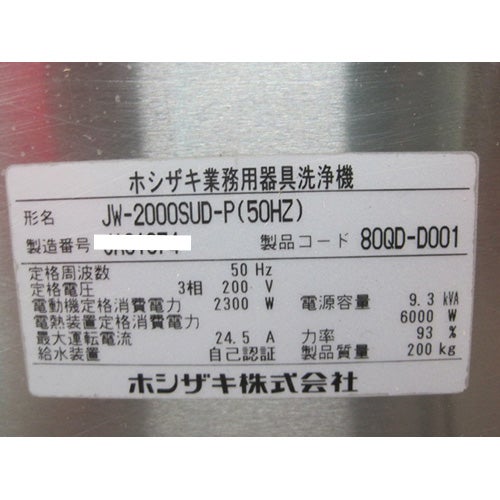 ホシザキ業務用器具洗浄機
形名 JW-2000SUD-P(50HZ)
製造番号 製品コード 80QD-D001
定格周波数 50 Hz
定格電圧 3相 200 V
電動機定格消費電力 2300 W 電源容量 9.3 kVA
電熱装置定格消費電力 6000 W
最大運転電流 24.5 A 力率 93 %
給水装置 自己認証 製品質量 200 kg
ホシザキ株式会社